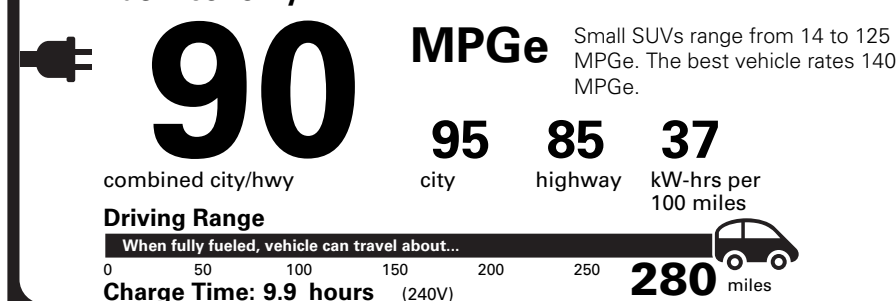 90
MPGe
Small SUVs range from 14 to 125
MPGe. The best vehicle rates 140
MPGe.
95 85 37
combined city/hwy city highway kW-hrs per
100 miles
Driving Range
When fully fueled, vehicle can travel about...
0 50 100 150 200 250 280 miles
Charge Time: 9.9 hours (240V)